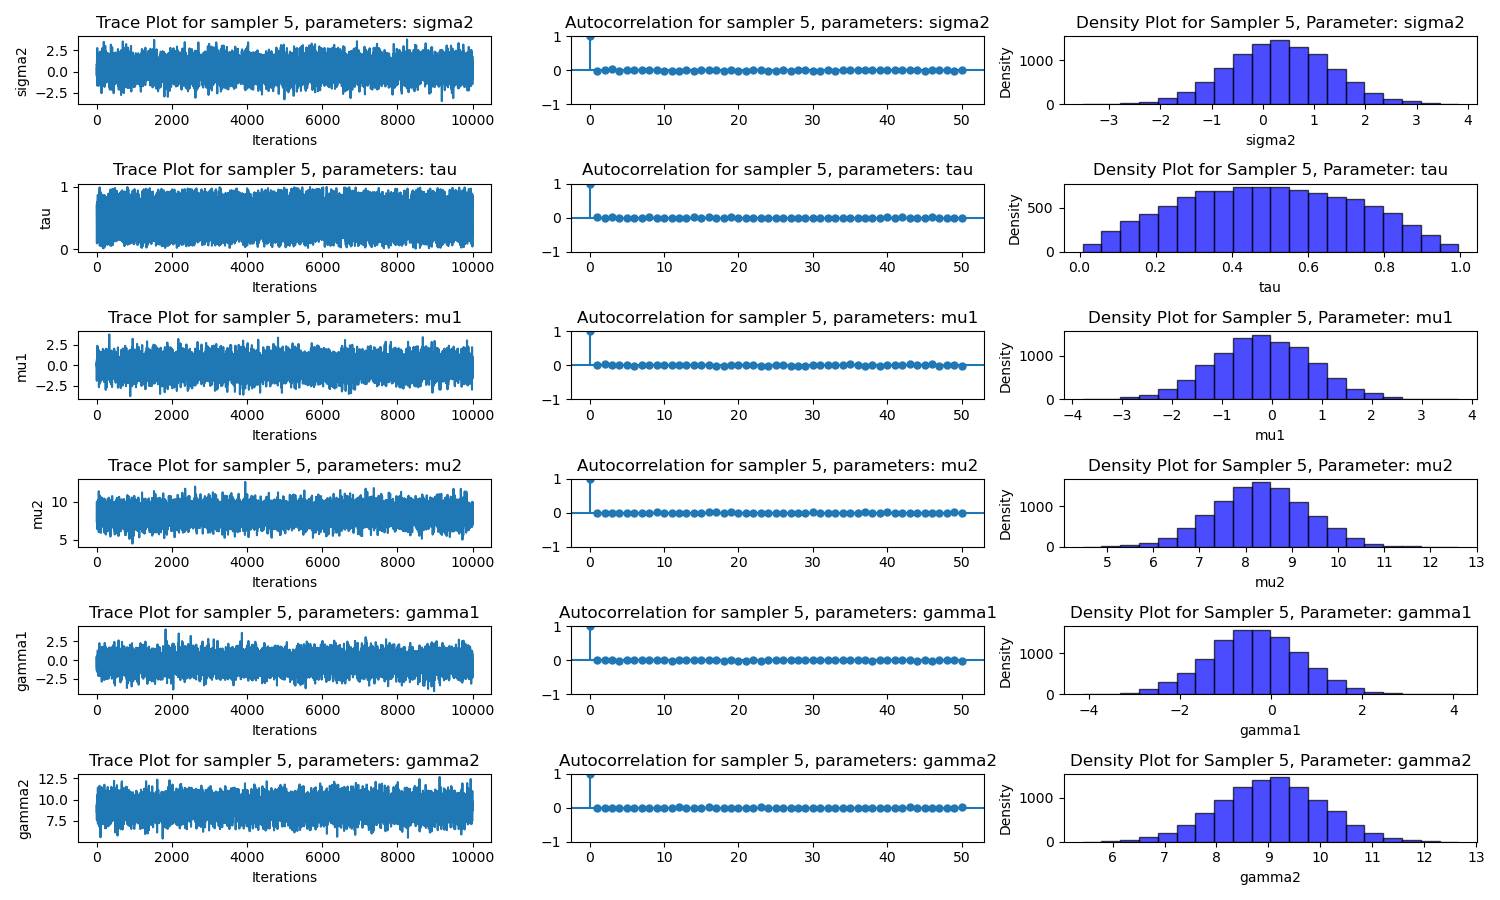 Trace Plot for sampler 5, parameters: sigma2
sigma2
2.5
0.0
−2.5
0 2000 4000 6000 8000 10000
Iterations
Autocorrelation for sampler 5, parameters: sigma2
1
0
−1
0 10 20 30 40 50
Density Plot for Sampler 5, Parameter: sigma2
Density
1000
0
−3 −2 −1 0 1 2 3 4
sigma2
Trace Plot for sampler 5, parameters: tau
tau
1
0
0 2000 4000 6000 8000 10000
Iterations
Autocorrelation for sampler 5, parameters: tau
1
0
−1
0 10 20 30 40 50
Density Plot for Sampler 5, Parameter: tau
Density
500
0
0.0 0.2 0.4 0.6 0.8 1.0
tau
Trace Plot for sampler 5, parameters: mu1
mu1
2.5
0.0
−2.5
0 2000 4000 6000 8000 10000
Iterations
Autocorrelation for sampler 5, parameters: mu1
1
0
−1
0 10 20 30 40 50
Density Plot for Sampler 5, Parameter: mu1
Density
1000
0
−4 −3 −2 −1 0 1 2 3 4
mu1
Trace Plot for sampler 5, parameters: mu2
mu2
10
5
0 2000 4000 6000 8000 10000
Iterations
Autocorrelation for sampler 5, parameters: mu2
1
0
−1
0 10 20 30 40 50
Density Plot for Sampler 5, Parameter: mu2
Density
1000
0
5 6 7 8 9 10 11 12 13
mu2
Trace Plot for sampler 5, parameters: gamma1
gamma1
2.5
0.0
−2.5
0 2000 4000 6000 8000 10000
Iterations
Autocorrelation for sampler 5, parameters: gamma1
1
0
−1
0 10 20 30 40 50
Density Plot for Sampler 5, Parameter: gamma1
Density
1000
0
−4 −2 0 2 4
gamma1
Trace Plot for sampler 5, parameters: gamma2
gamma2
12.5
10.0
7.5
0 2000 4000 6000 8000 10000
Iterations
Autocorrelation for sampler 5, parameters: gamma2
1
0
−1
0 10 20 30 40 50
Density Plot for Sampler 5, Parameter: gamma2
Density
1000
0
6 7 8 9 10 11 12 13
gamma2